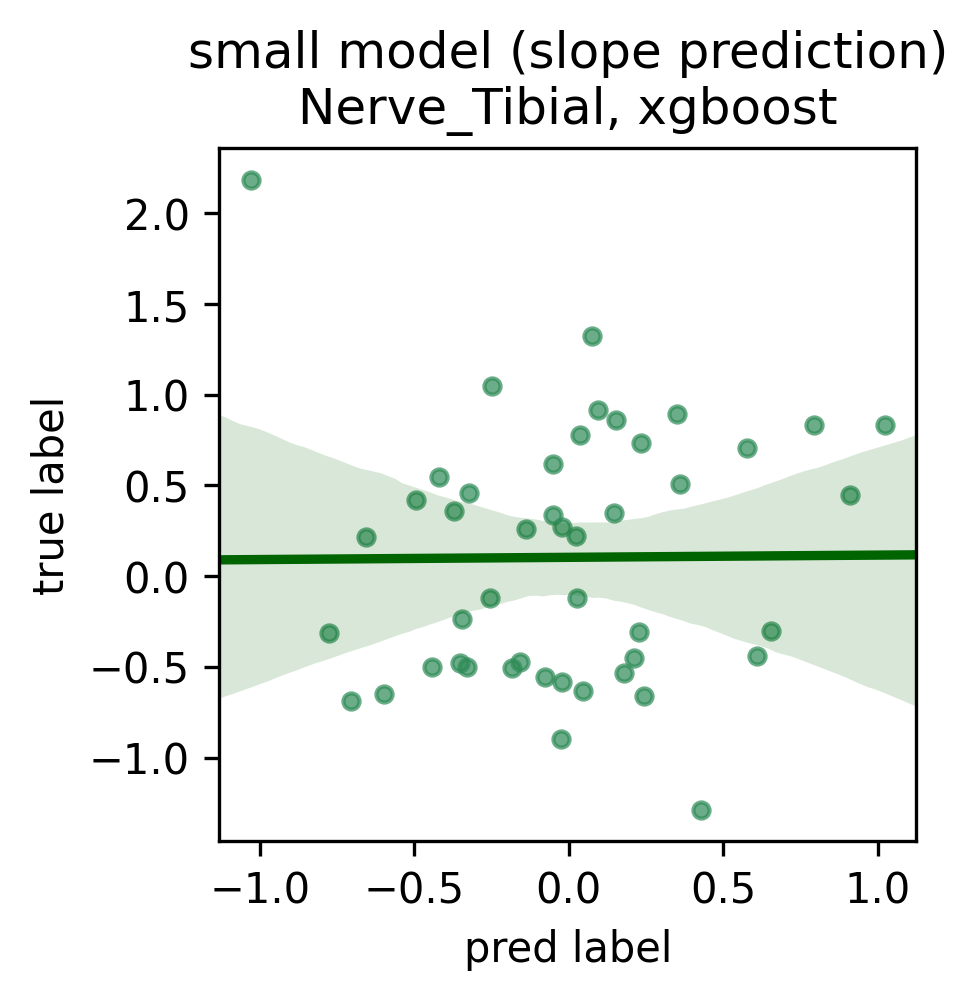 small model (slope prediction)
Nerve_Tibial, xgboost
2.0
1.5
1.0
0.5
0.0
−0.5
−1.0
true label
−1.0 −0.5 0.0 0.5 1.0
pred label